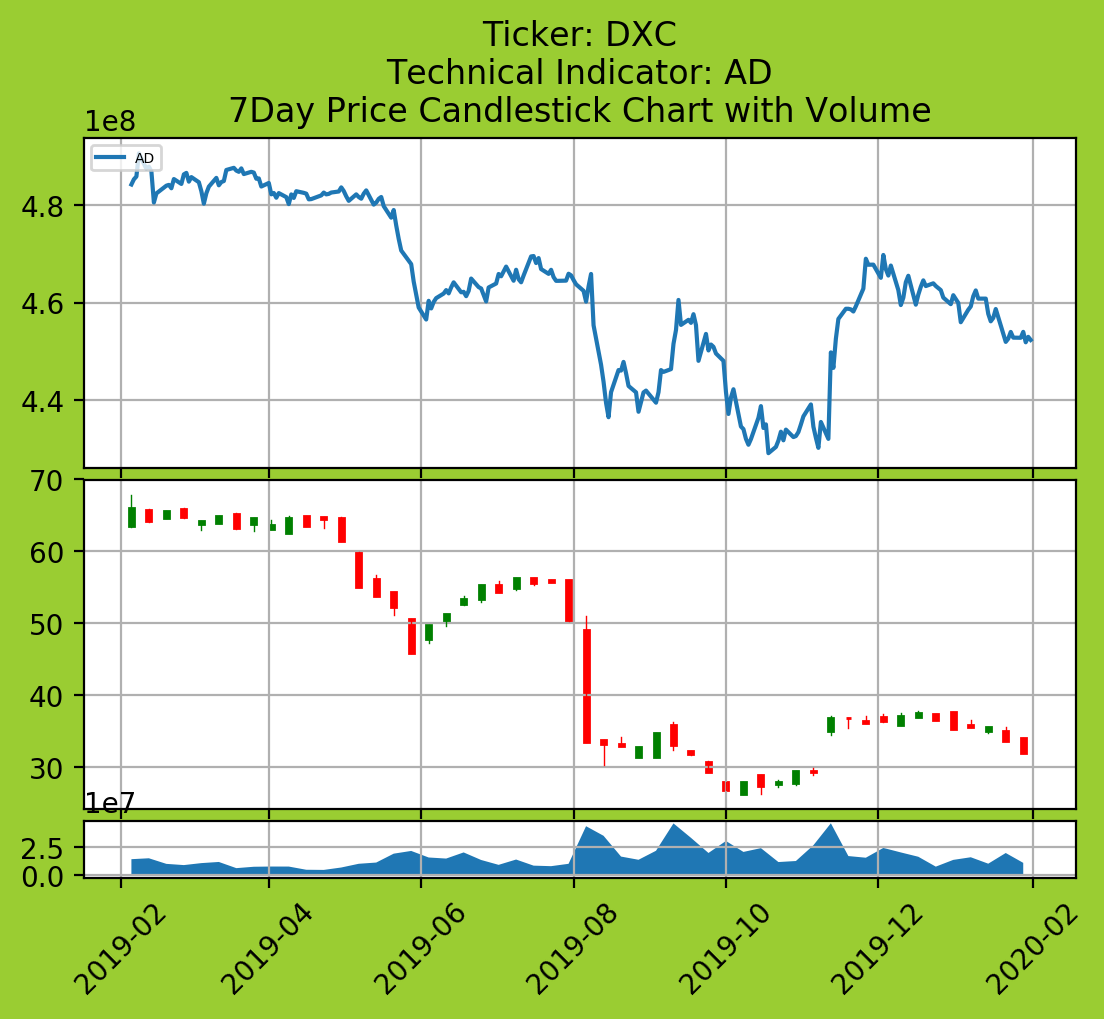 Ticker: DXC
Technical Indicator: AD
7Day Price Candlestick Chart with Volume
1e8
AD
4.8
4.6
4.4
70
60
50
40
30
1e7
2.5
0.0
2019-02
2019-04
2019-06
2019-08
2019-10
2019-12
2020-02